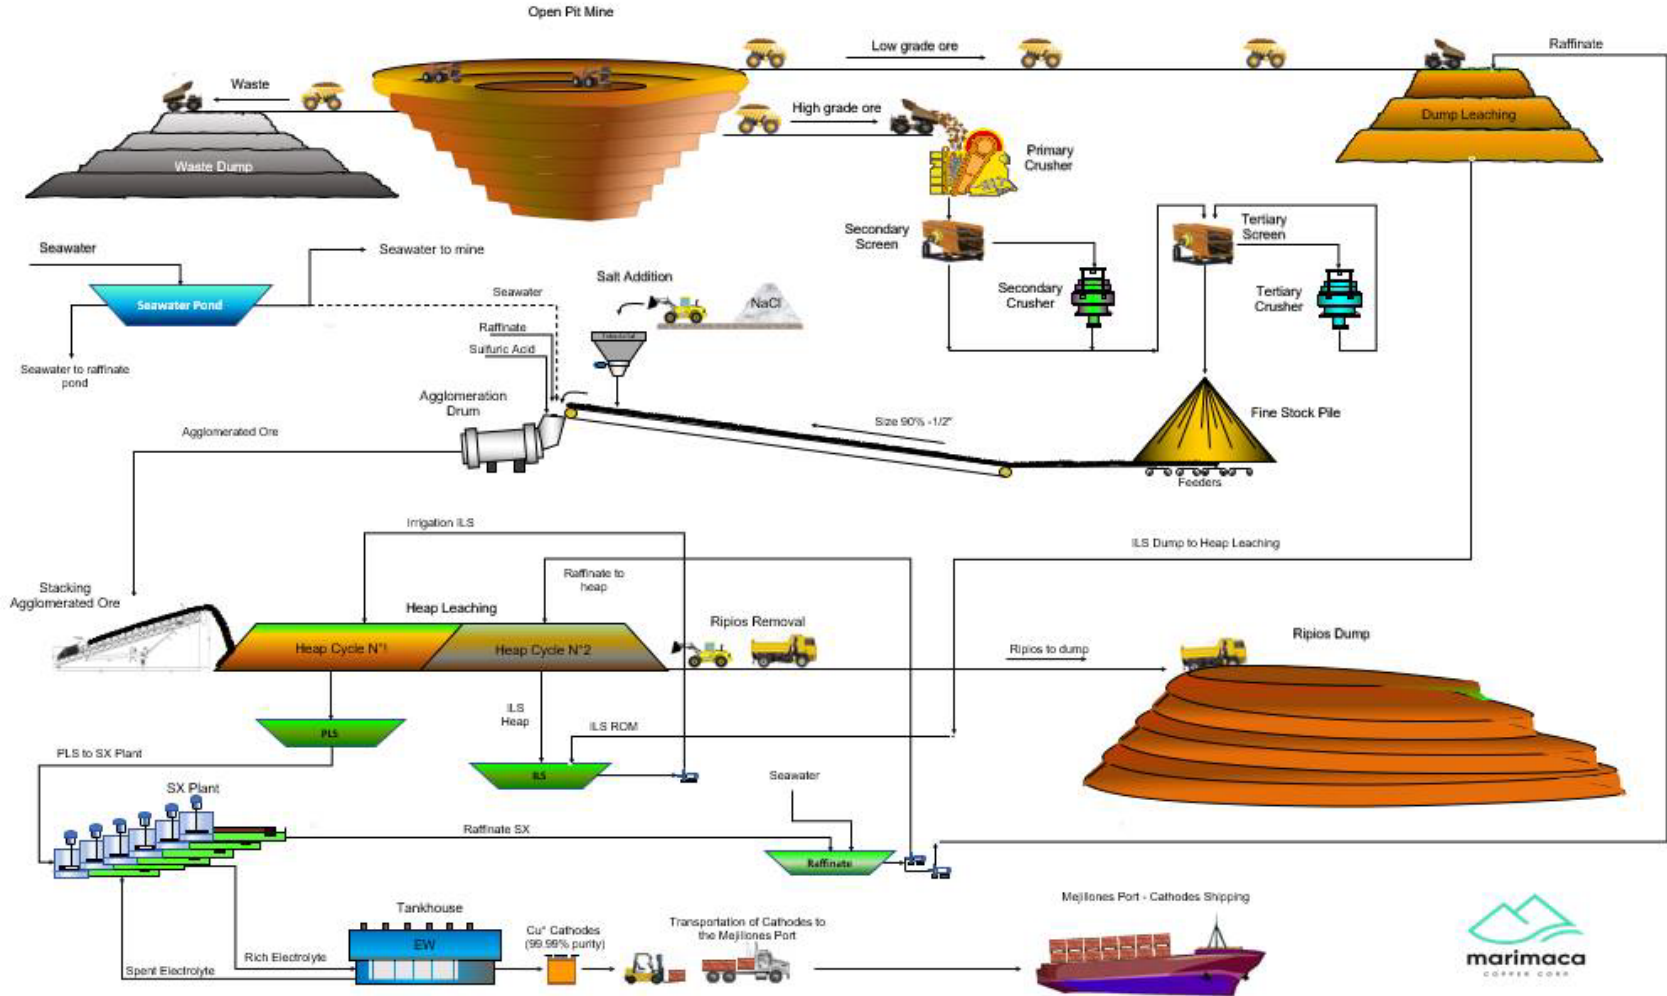 Open Pit Mine
Low grade ore
Raffinate
Waste
High grade ore
Dump Leaching
Waste Dump
Primary
Crusher
Secondary
Screen
Tertiary
Screen
Seawater
Seawater to mine
Salt Addition
Seawater Pond
Seawater
NaCl
Secondary
Crusher
Tertiary
Crusher
Raffinate
Sulfuric Acid
Seawater to raffinate
pond
Agglomeration
Drum
Size 90% -1/2"
Fine Stock Pile
Agglomerated Ore
Feeders
Irrigation ILS
ILS Dump to Heap Leaching
Raffinate to
heap
Stacking
Agglomerated Ore
Heap Leaching
Ripios Removal
Ripios Dump
Heap Cycle N°1
Heap Cycle N°2
Ripios to dump
ILS
Heap
ILS ROM
PLS
PLS to SX Plant
ILS
Seawater
SX Plant
Raffinate SX
Raffinate
Tankhouse
EW
Cu° Cathodes
(99.99% purity)
Transportation of Cathodes to
the Mejillones Port
Mejillones Port - Cathodes Shipping
Rich Electrolyte
Spent Electrolyte
marimaca
COPPER CORP